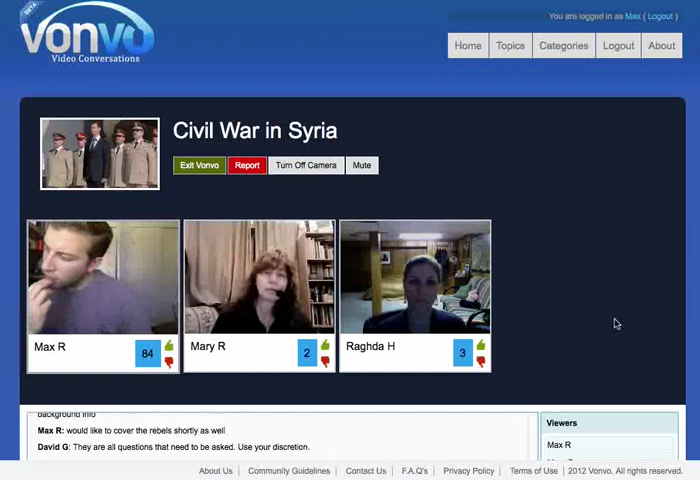 BETA
vonvo
Video Conversations
You are logged in as Max ( Logout )
Home Topics Categories Logout About
Civil War in Syria
Exit Vonvo Report Turn Off Camera Mute
Max R 84
Mary R 2
Raghda H 3
background info
Max R: would like to cover the rebels shortly as well
David G: They are all questions that need to be asked. Use your discretion.
Viewers
Max R
About Us | Community Guidelines | Contact Us | F.A.Q's | Privacy Policy | Terms of Use | 2012 Vonvo. All rights reserved.